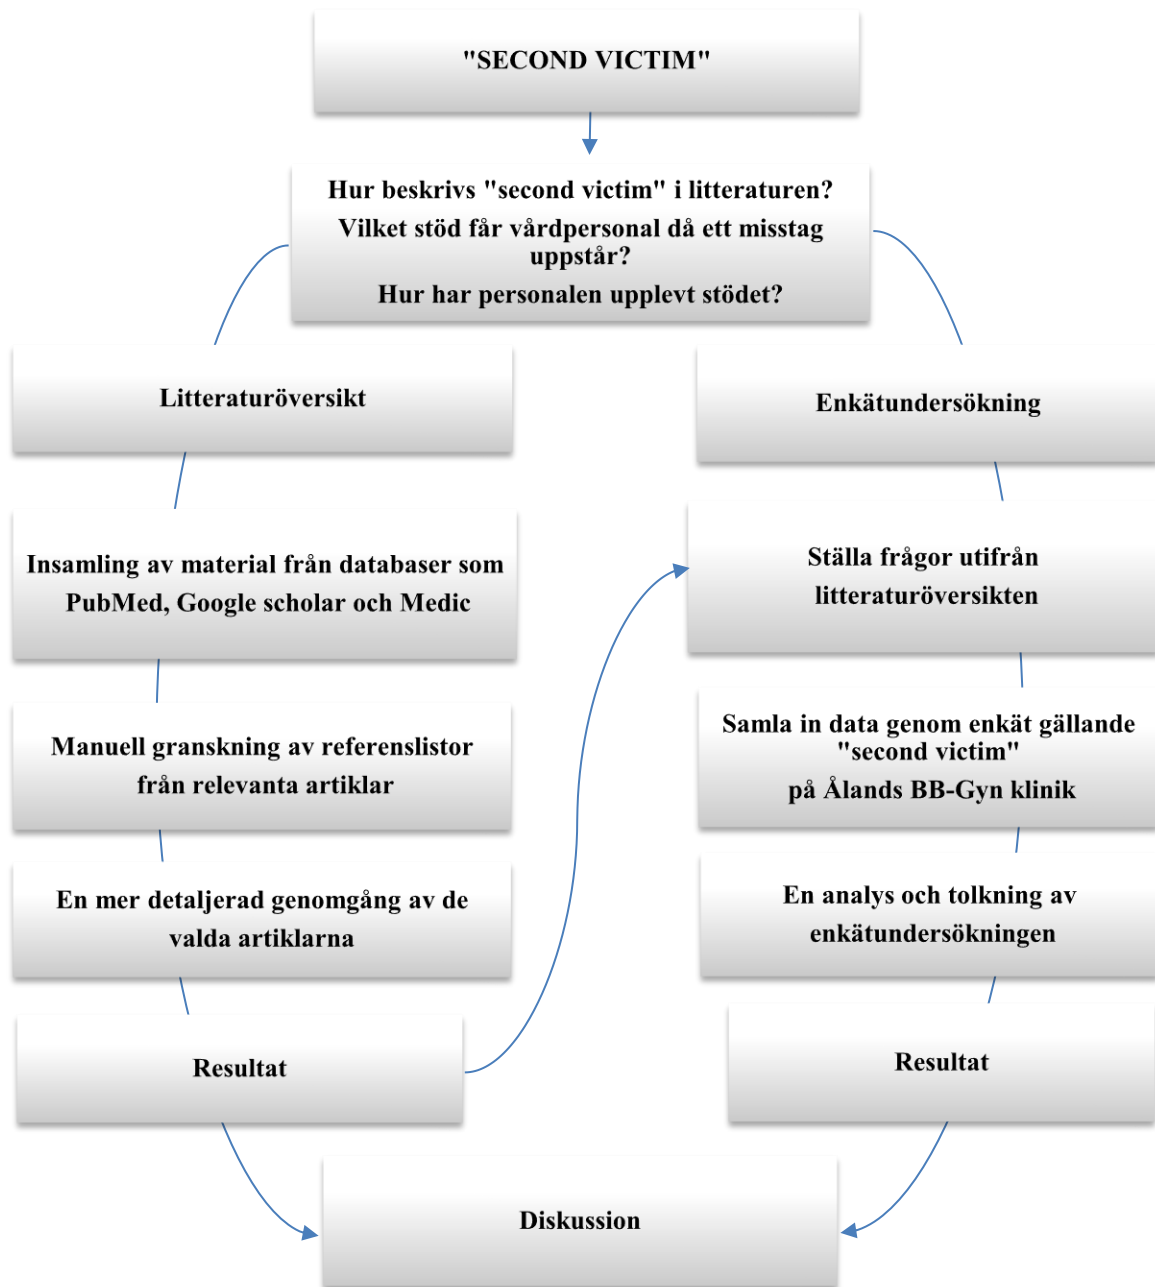 "SECOND VICTIM"
Hur beskrivs "second victim" i litteraturen?
Vilket stöd får vårdpersonal då ett misstag
uppstår?
Hur har personalen upplevt stödet?
Litteraturöversikt
Insamling av material från databaser som
PubMed, Google scholar och Medic
Manuell granskning av referenslistor
från relevanta artiklar
En mer detaljerad genomgång av de
valda artiklarna
Resultat
Enkätundersökning
Ställa frågor utifrån
litteraturöversikten
Samla in data genom enkät gällande
"second victim"
på Ålands BB-Gyn klinik
En analys och tolkning av
enkätundersökningen
Resultat
Diskussion